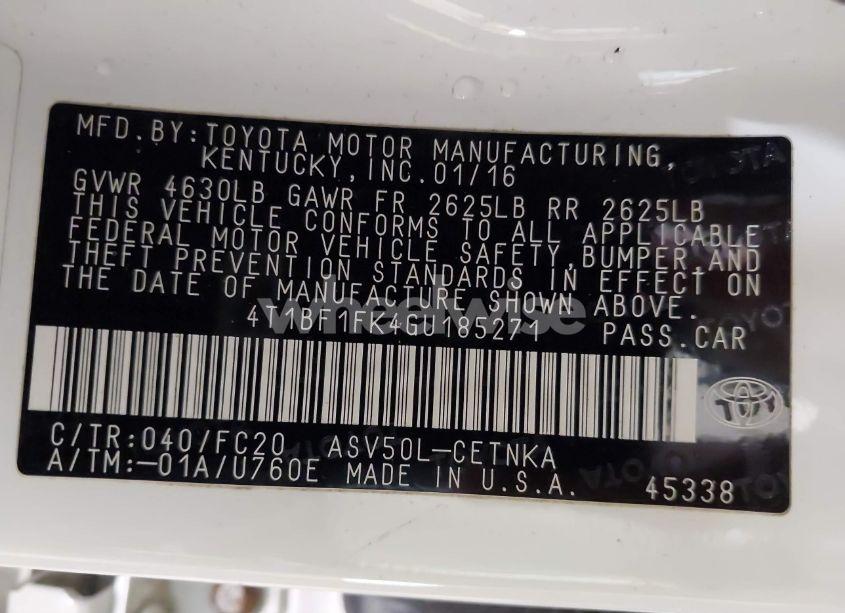 MFD.BY:TOYOTA MOTOR MANUFACTURING,
KENTUCKY,INC.01/16
GVWR 4630LB GAWR FR 2625LB RR 2625LB
THIS VEHICLE CONFORMS TO ALL APPLICABLE
FEDERAL MOTOR VEHICLE SAFETY,BUMPER,AND
THEFT PREVENTION STANDARDS IN EFFECT ON
THE DATE OF MANUFACTURE SHOWN ABOVE.
wheelwise
4T1BF1FK4GU185271 PASS.CAR
C/TR:040/FC20 ASV50L-CETNKA
A/TM:-01A/U760E MADE IN U.S.A. 45338